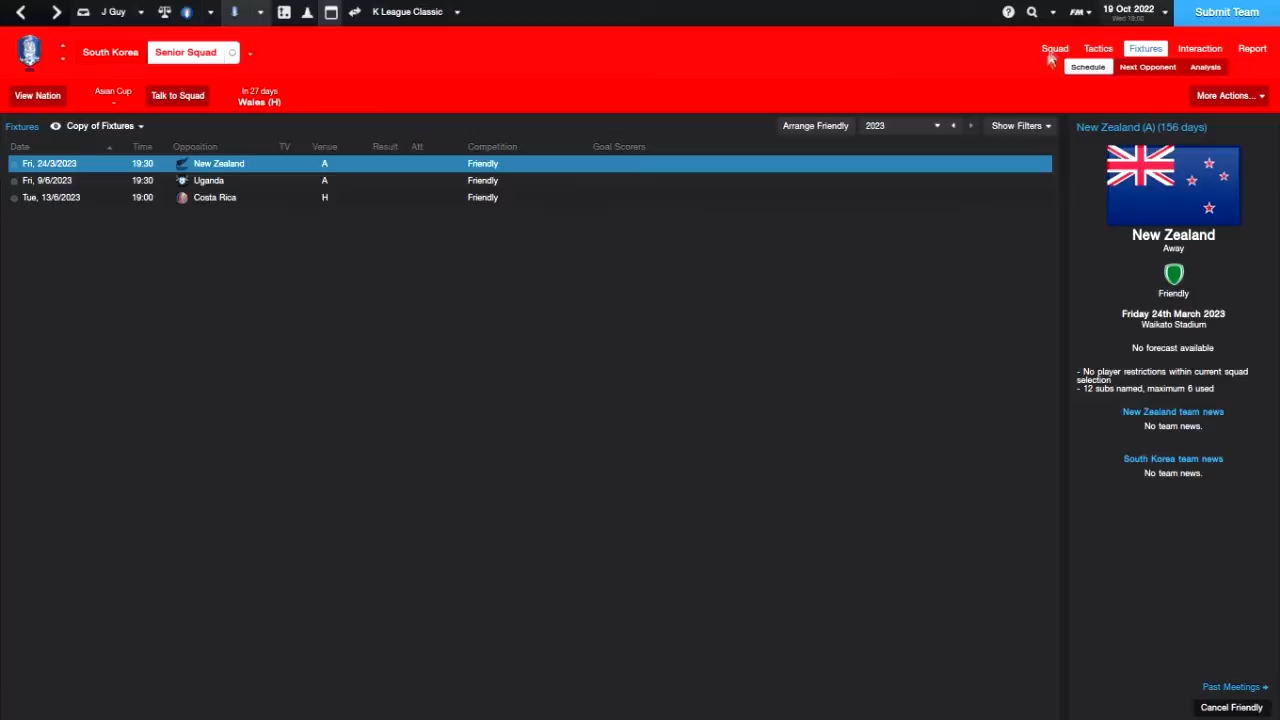 J Guy
K League Classic
FM
19 Oct 2022
Wed 19:00
Submit Team
South Korea
Senior Squad
Squad
Tactics
Fixtures
Interaction
Report
Schedule
Next Opponent
Analysis
View Nation
Asian Cup
-
Talk to Squad
In 27 days
Wales (H)
More Actions...
Fixtures
Copy of Fixtures
Arrange Friendly
2023
Show Filters
New Zealand (A) (156 days)
Date Time Opposition TV Venue Result Att Competition Goal Scorers
Fri, 24/3/2023 19:30 New Zealand A Friendly
Fri, 9/6/2023 19:30 Uganda A Friendly
Tue, 13/6/2023 19:00 Costa Rica H Friendly
New Zealand
Away
Friendly
Friday 24th March 2023
Waikato Stadium
No forecast available
- No player restrictions within current squad
selection
- 12 subs named, maximum 6 used
New Zealand team news
No team news.
South Korea team news
No team news.
Past Meetings
Cancel Friendly